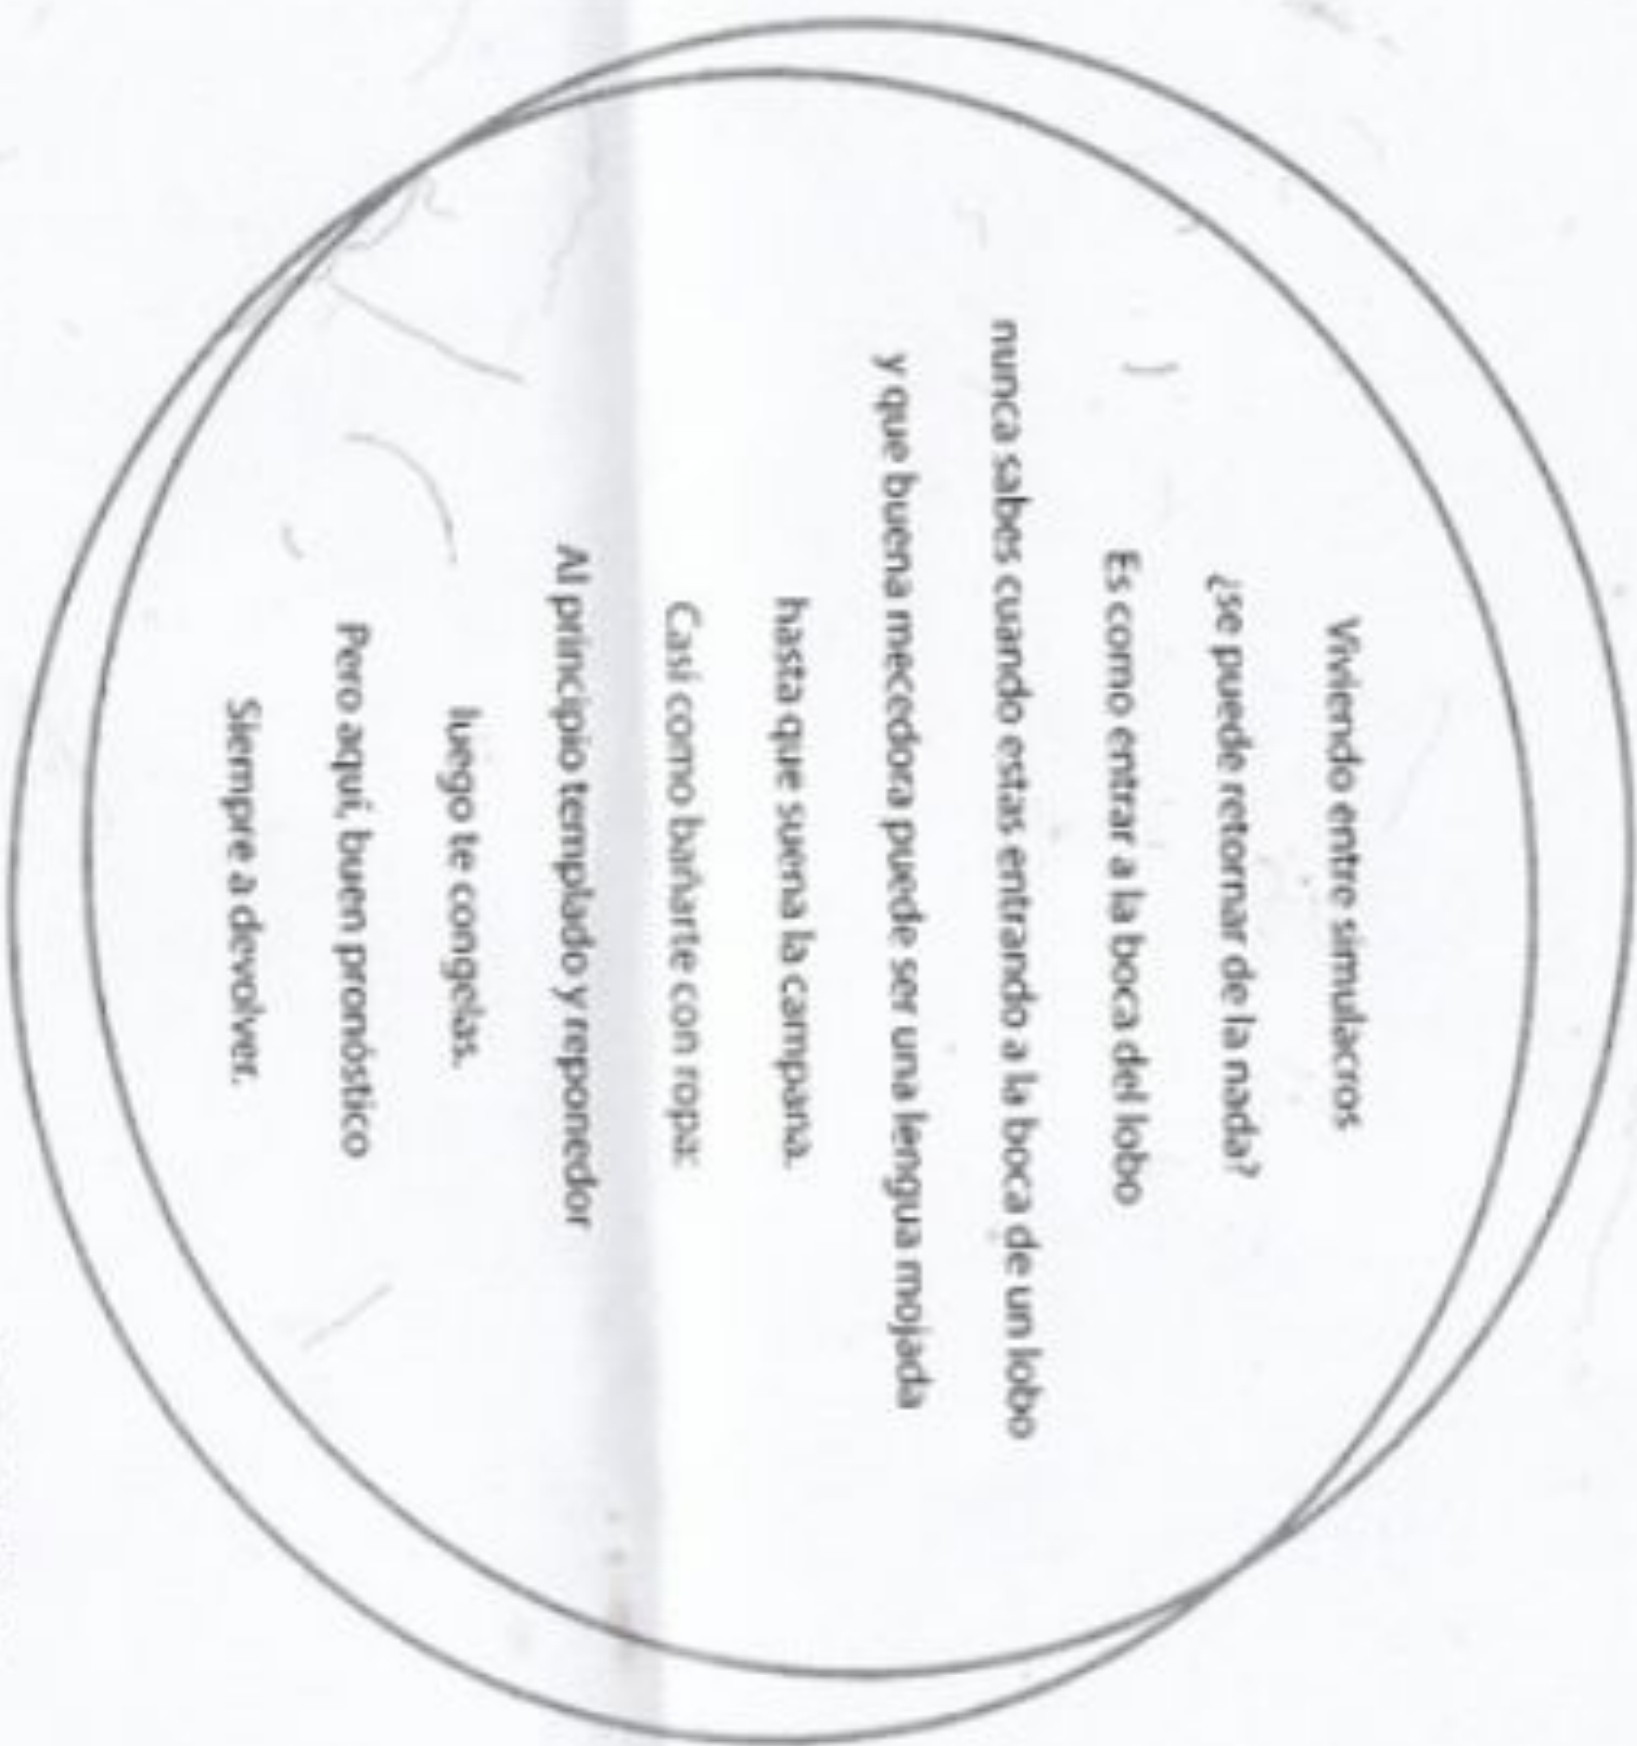 Viviendo entre simulacros
¿se puede retornar de la nada?
Es como entrar a la boca del lobo
nunca sabes cuando estas entrando a la boca de un lobo
y que buena mecedora puede ser una lengua mojada
hasta que suena la campana.
Casi como bañarte con ropa:
Al principio templado y reponedor
luego te congelas.
Pero aquí, buen pronóstico
Siempre a devolver.